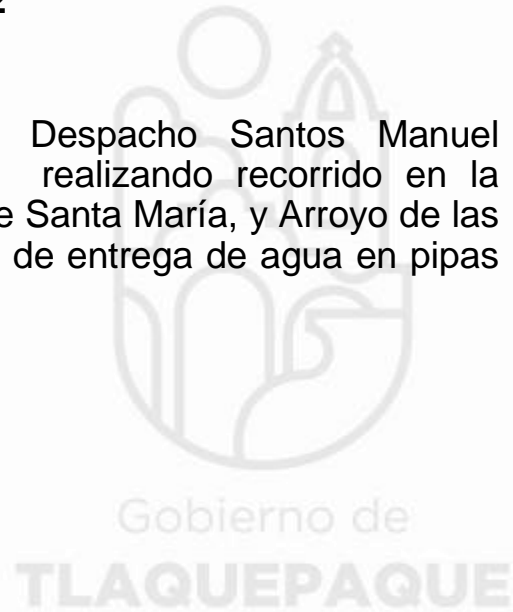 Despacho Santos Manuel
realizando recorrido en la
Santa María, y Arroyo de las
de entrega de agua en pipas
Gobierno de
TLAQUEPAQUE